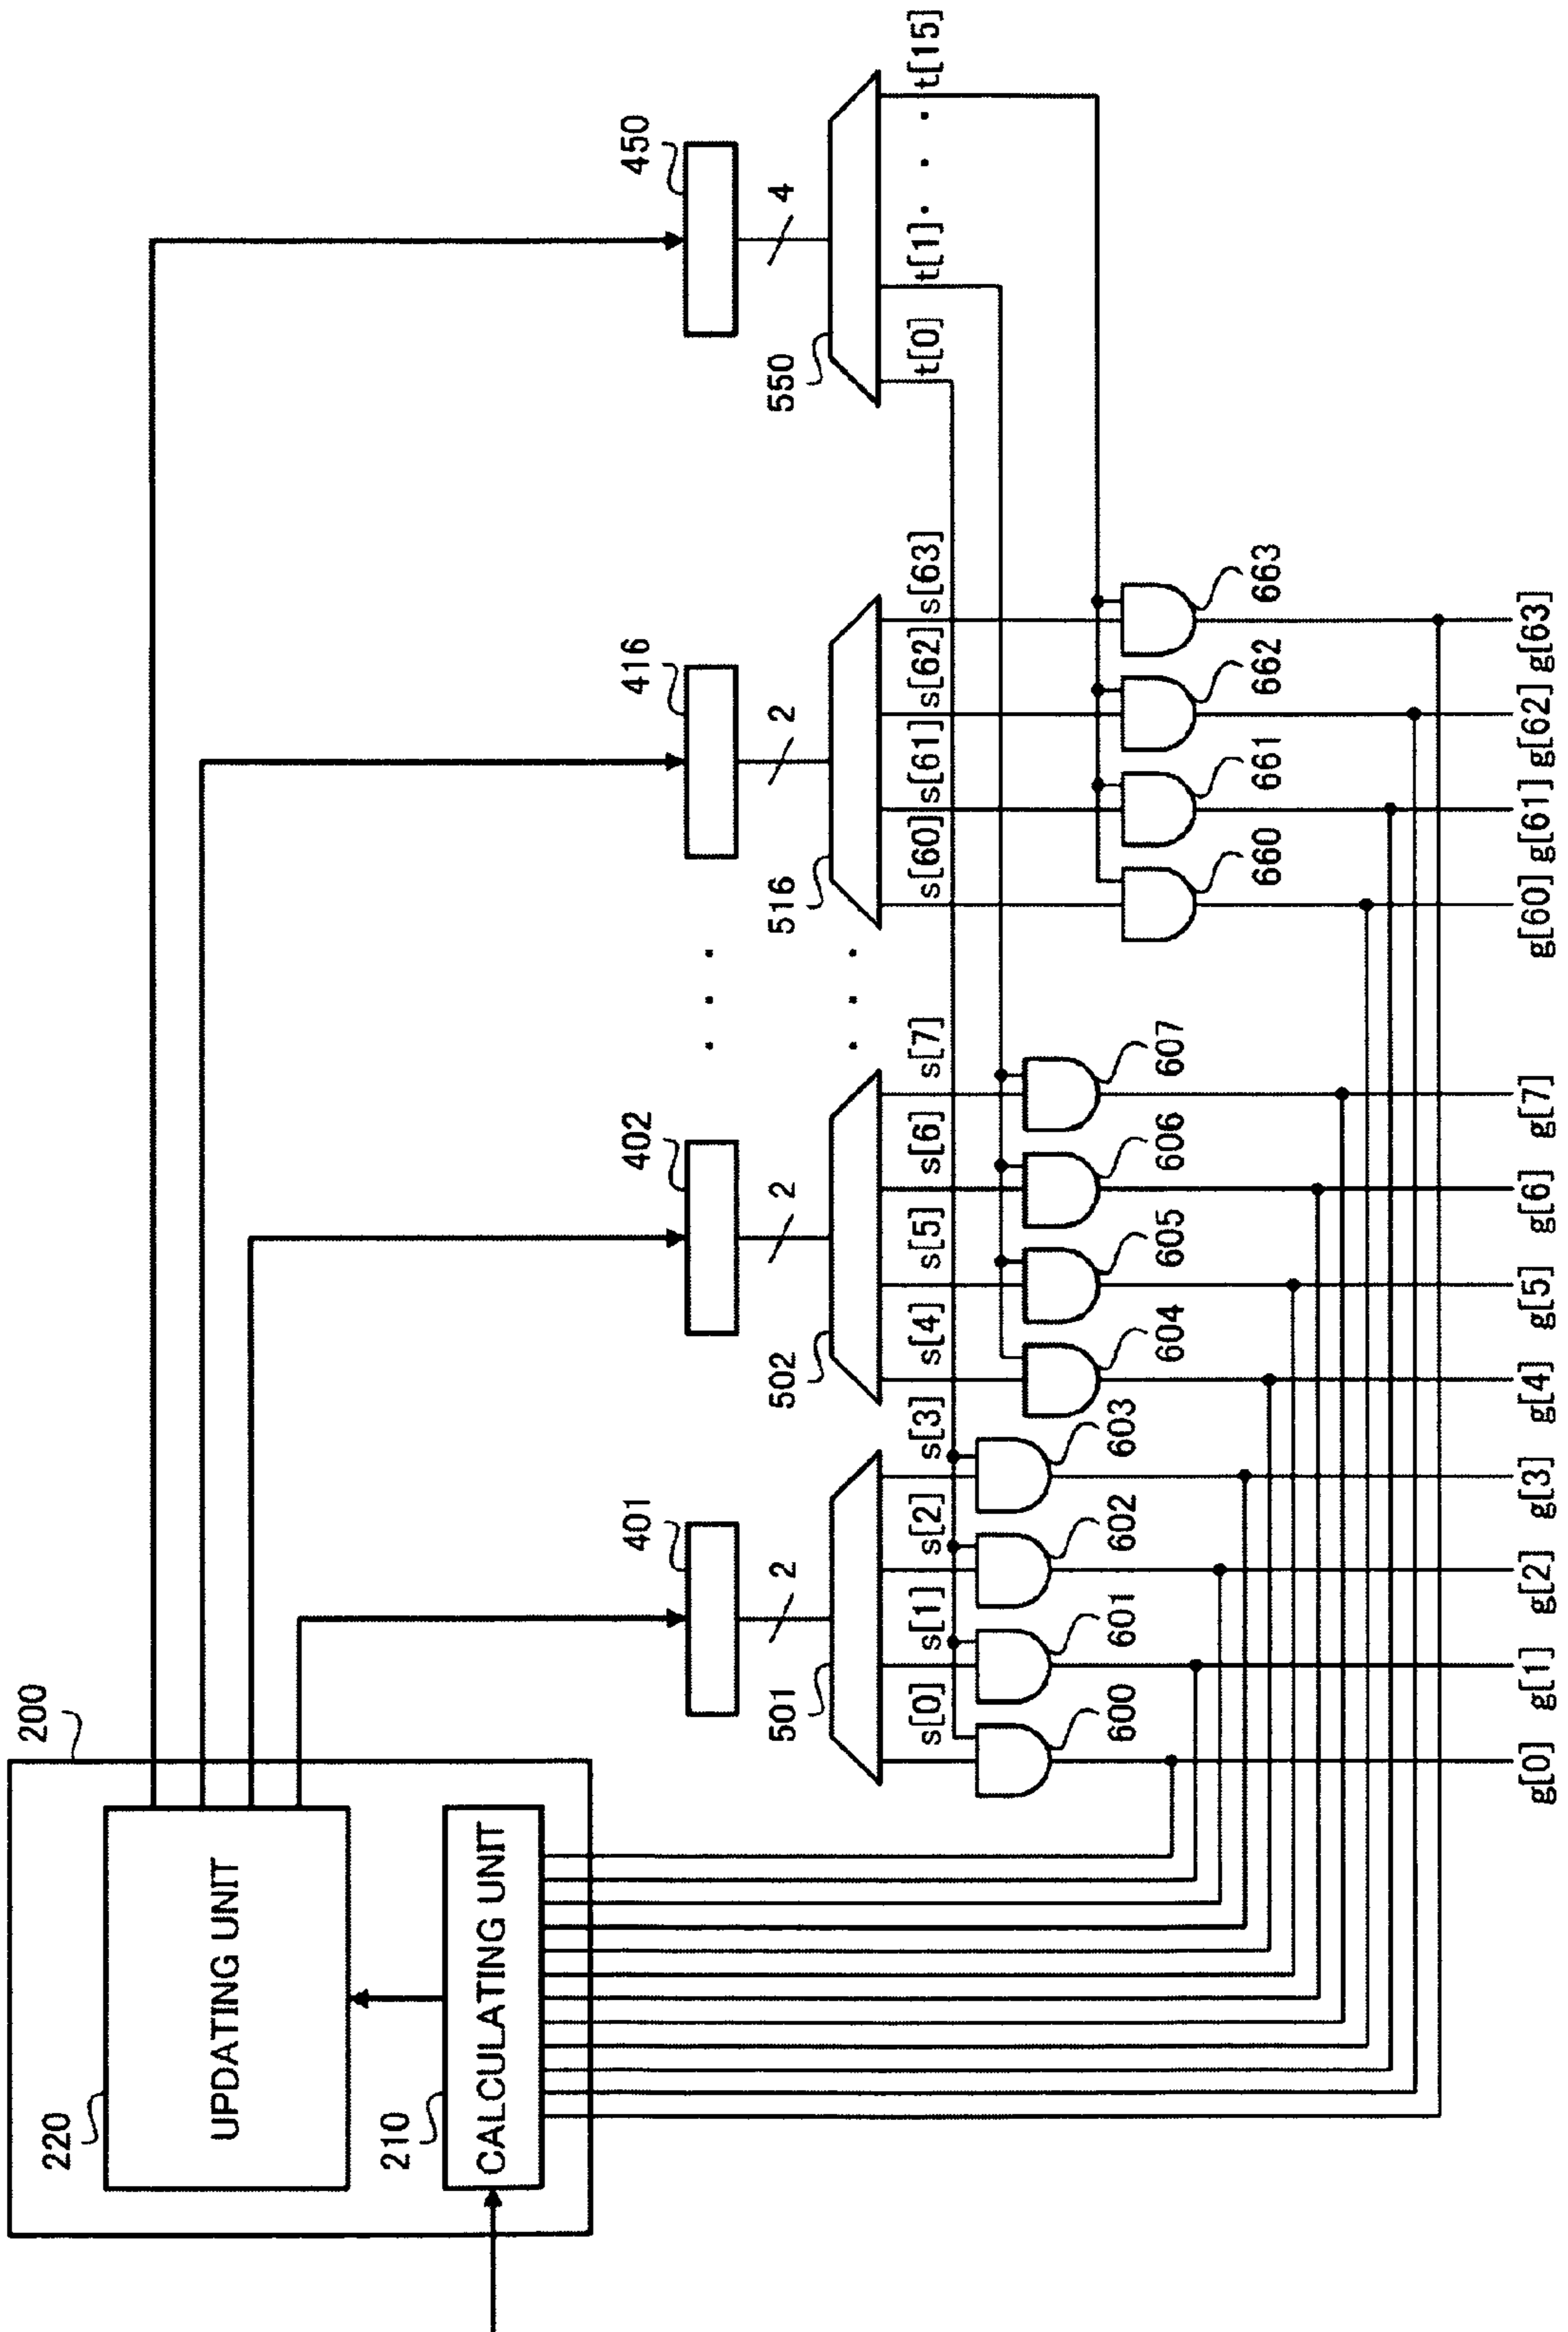 200
220
UPDATING UNIT
210
CALCULATING UNIT
401
402
416
450
2
2
2
4
501
502
516
550
s[0]
s[1]
s[2]
s[3]
s[4]
s[5]
s[6]
s[7]
s[60]
s[61]
s[62]
s[63]
t[0]
t[1]
t[15]
600
601
602
603
604
605
606
607
660
661
662
663
g[0]
g[1]
g[2]
g[3]
g[4]
g[5]
g[6]
g[7]
g[60]
g[61]
g[62]
g[63]